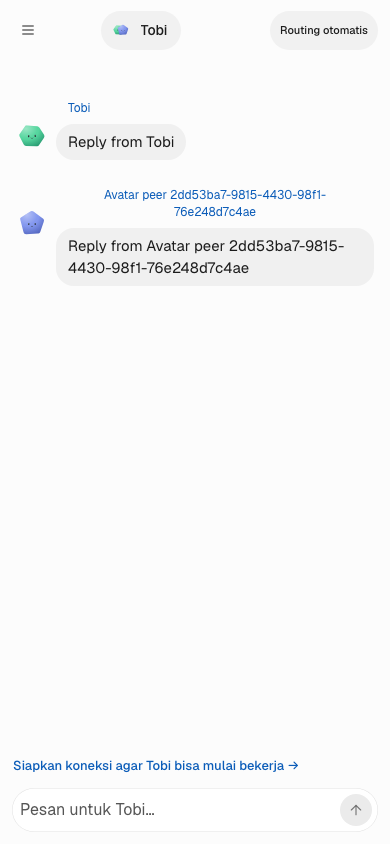 Tobi
Routing otomatis
Tobi
Reply from Tobi
Avatar peer 2dd53ba7-9815-4430-98f1-
76e248d7c4ae
Reply from Avatar peer 2dd53ba7-9815-
4430-98f1-76e248d7c4ae
Siapkan koneksi agar Tobi bisa mulai bekerja →
Pesan untuk Tobi...